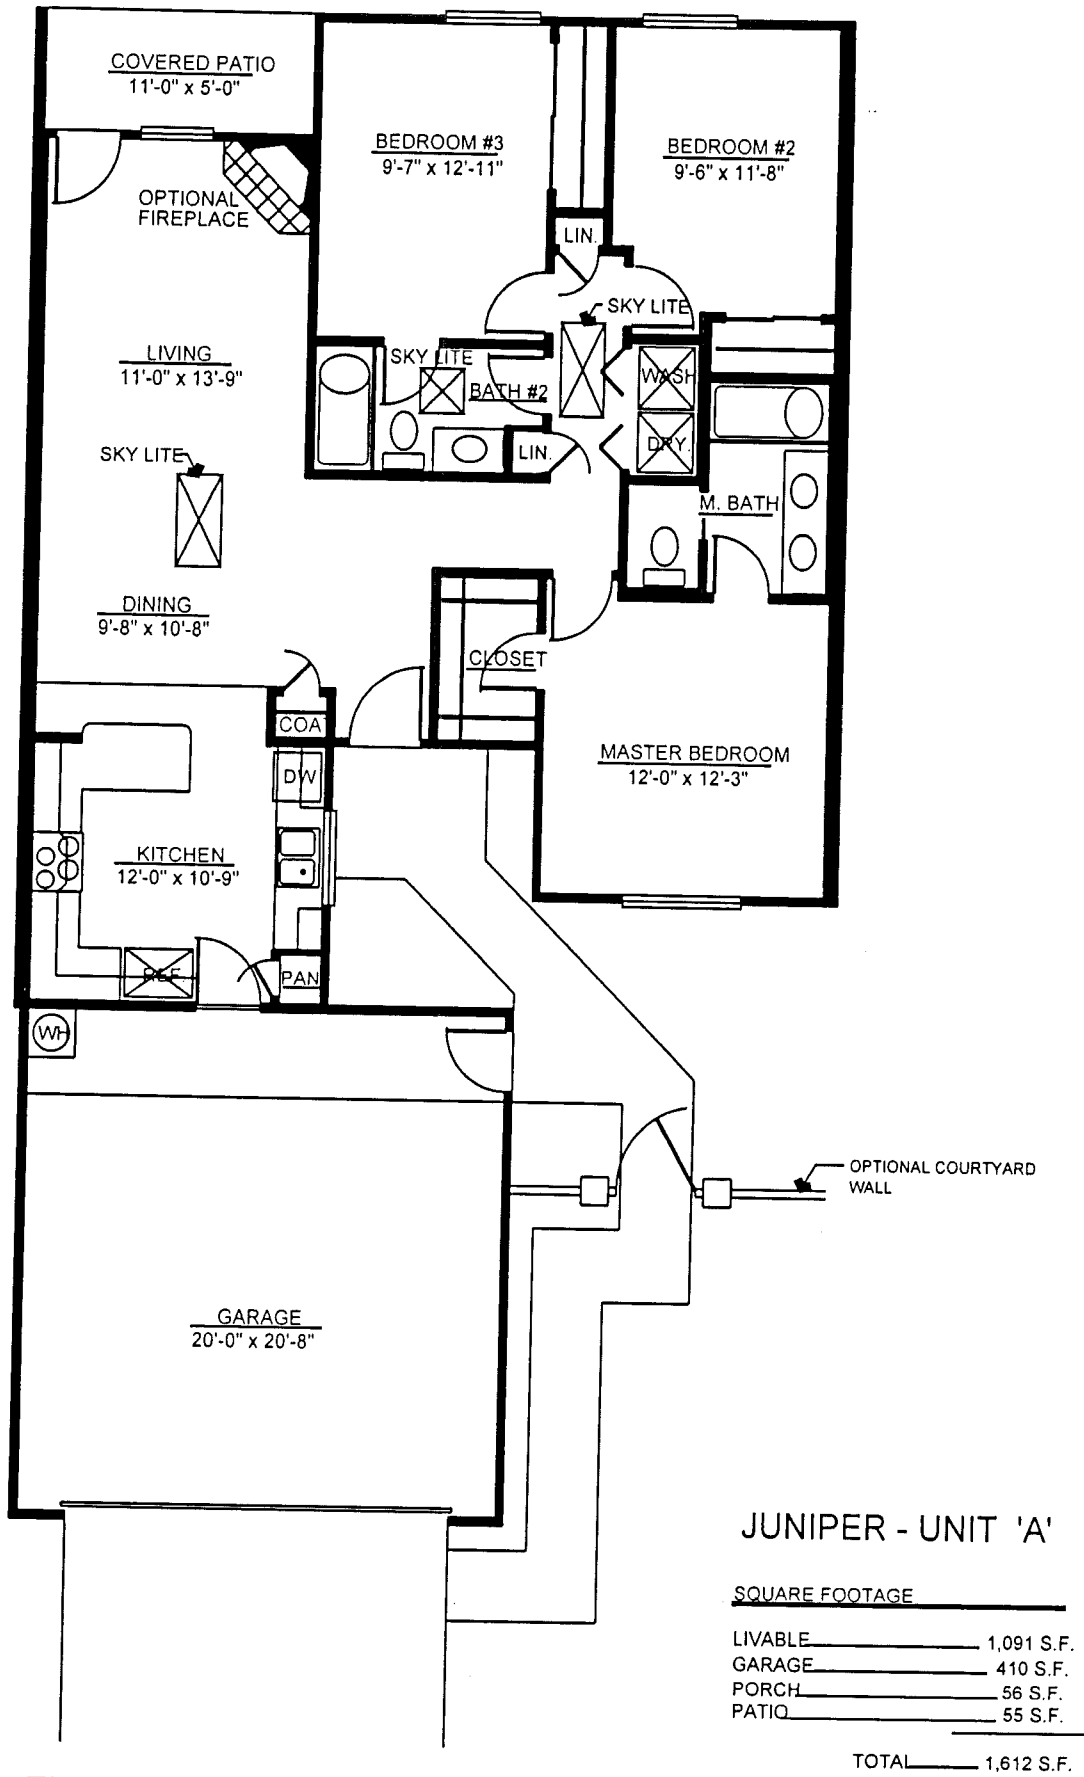 COVERED PATIO
11'-0" x 5'-0"
BEDROOM #3
9'-7" x 12'-11"
BEDROOM #2
9'-6" x 11'-8"
OPTIONAL
FIREPLACE
LIN.
SKY LITE
LIVING
11'-0" x 13'-9"
SKY LITE
BATH #2
WASH
DRY.
LIN.
SKY LITE
M. BATH
DINING
9'-8" x 10'-8"
CLOSET
COAT
MASTER BEDROOM
12'-0" x 12'-3"
DW
KITCHEN
12'-0" x 10'-9"
REF.
PAN
WH
OPTIONAL COURTYARD
WALL
GARAGE
20'-0" x 20'-8"
JUNIPER - UNIT 'A'
SQUARE FOOTAGE
LIVABLE 1,091 S.F.
GARAGE 410 S.F.
PORCH 56 S.F.
PATIO 55 S.F.
TOTAL 1,612 S.F.